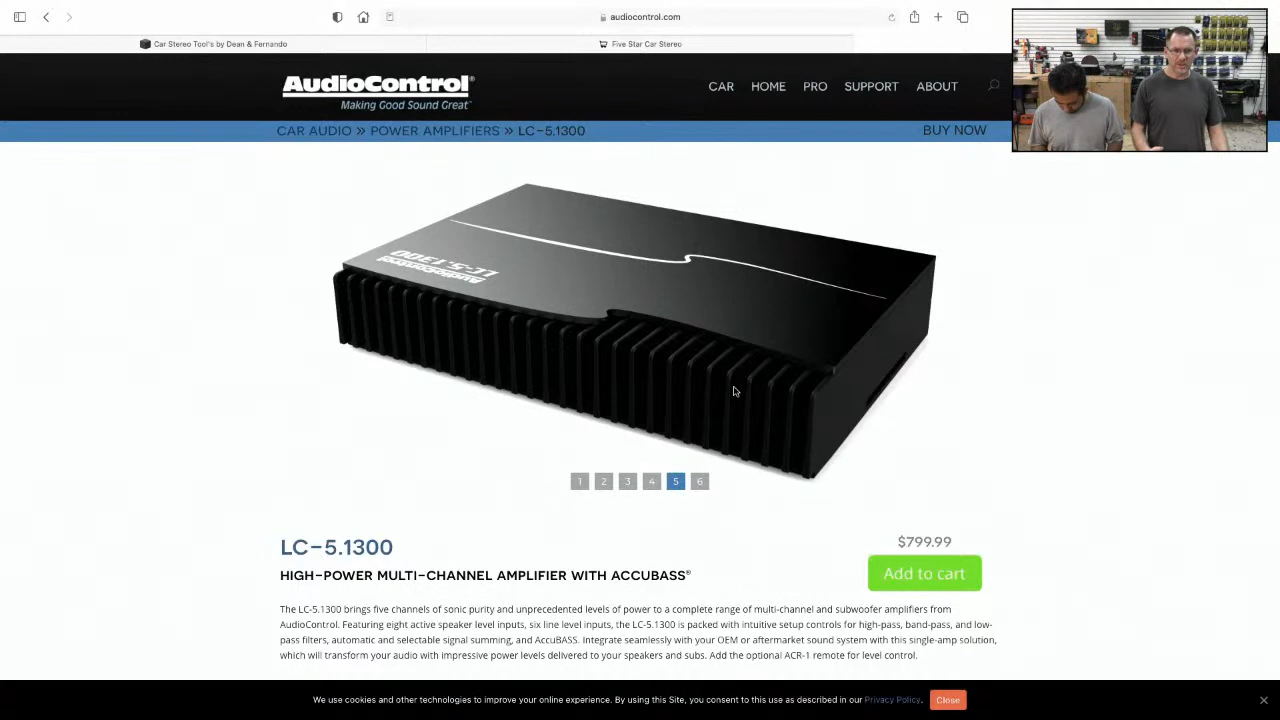 audiocontrol.com
Car Stereo Tool's by Dean & Fernando
Five Star Car Stereo
AudioControl®
Making Good Sound Great™
CAR HOME PRO SUPPORT ABOUT
CAR AUDIO » POWER AMPLIFIERS » LC-5.1300
BUY NOW
AudioControl
LC-5.1300
1 2 3 4 5 6
LC-5.1300
$799.99
HIGH-POWER MULTI-CHANNEL AMPLIFIER WITH ACCUBASS®
Add to cart
The LC-5.1300 brings five channels of sonic purity and unprecedented levels of power to a complete range of multi-channel and subwoofer amplifiers from
AudioControl. Featuring eight active speaker level inputs, six line level inputs, the LC-5.1300 is packed with intuitive setup controls for high-pass, band-pass, and low-
pass filters, automatic and selectable signal summing, and AccuBASS. Integrate seamlessly with your OEM or aftermarket sound system with this single-amp solution,
which will transform your audio with impressive power levels delivered to your speakers and subs. Add the optional ACR-1 remote for level control.
We use cookies and other technologies to improve your online experience. By using this Site, you consent to this use as described in our Privacy Policy.
Close